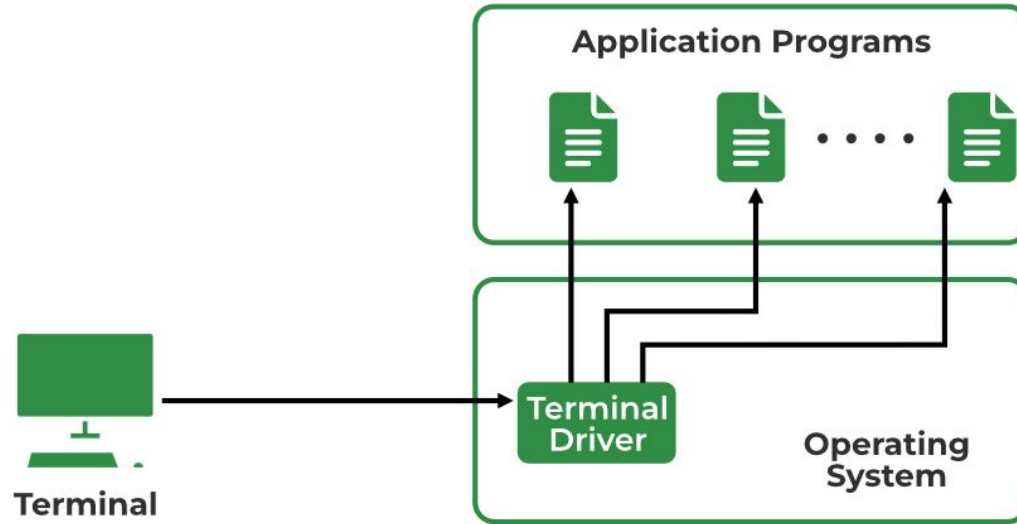 Application Programs
Terminal
Driver
Operating
System
Terminal